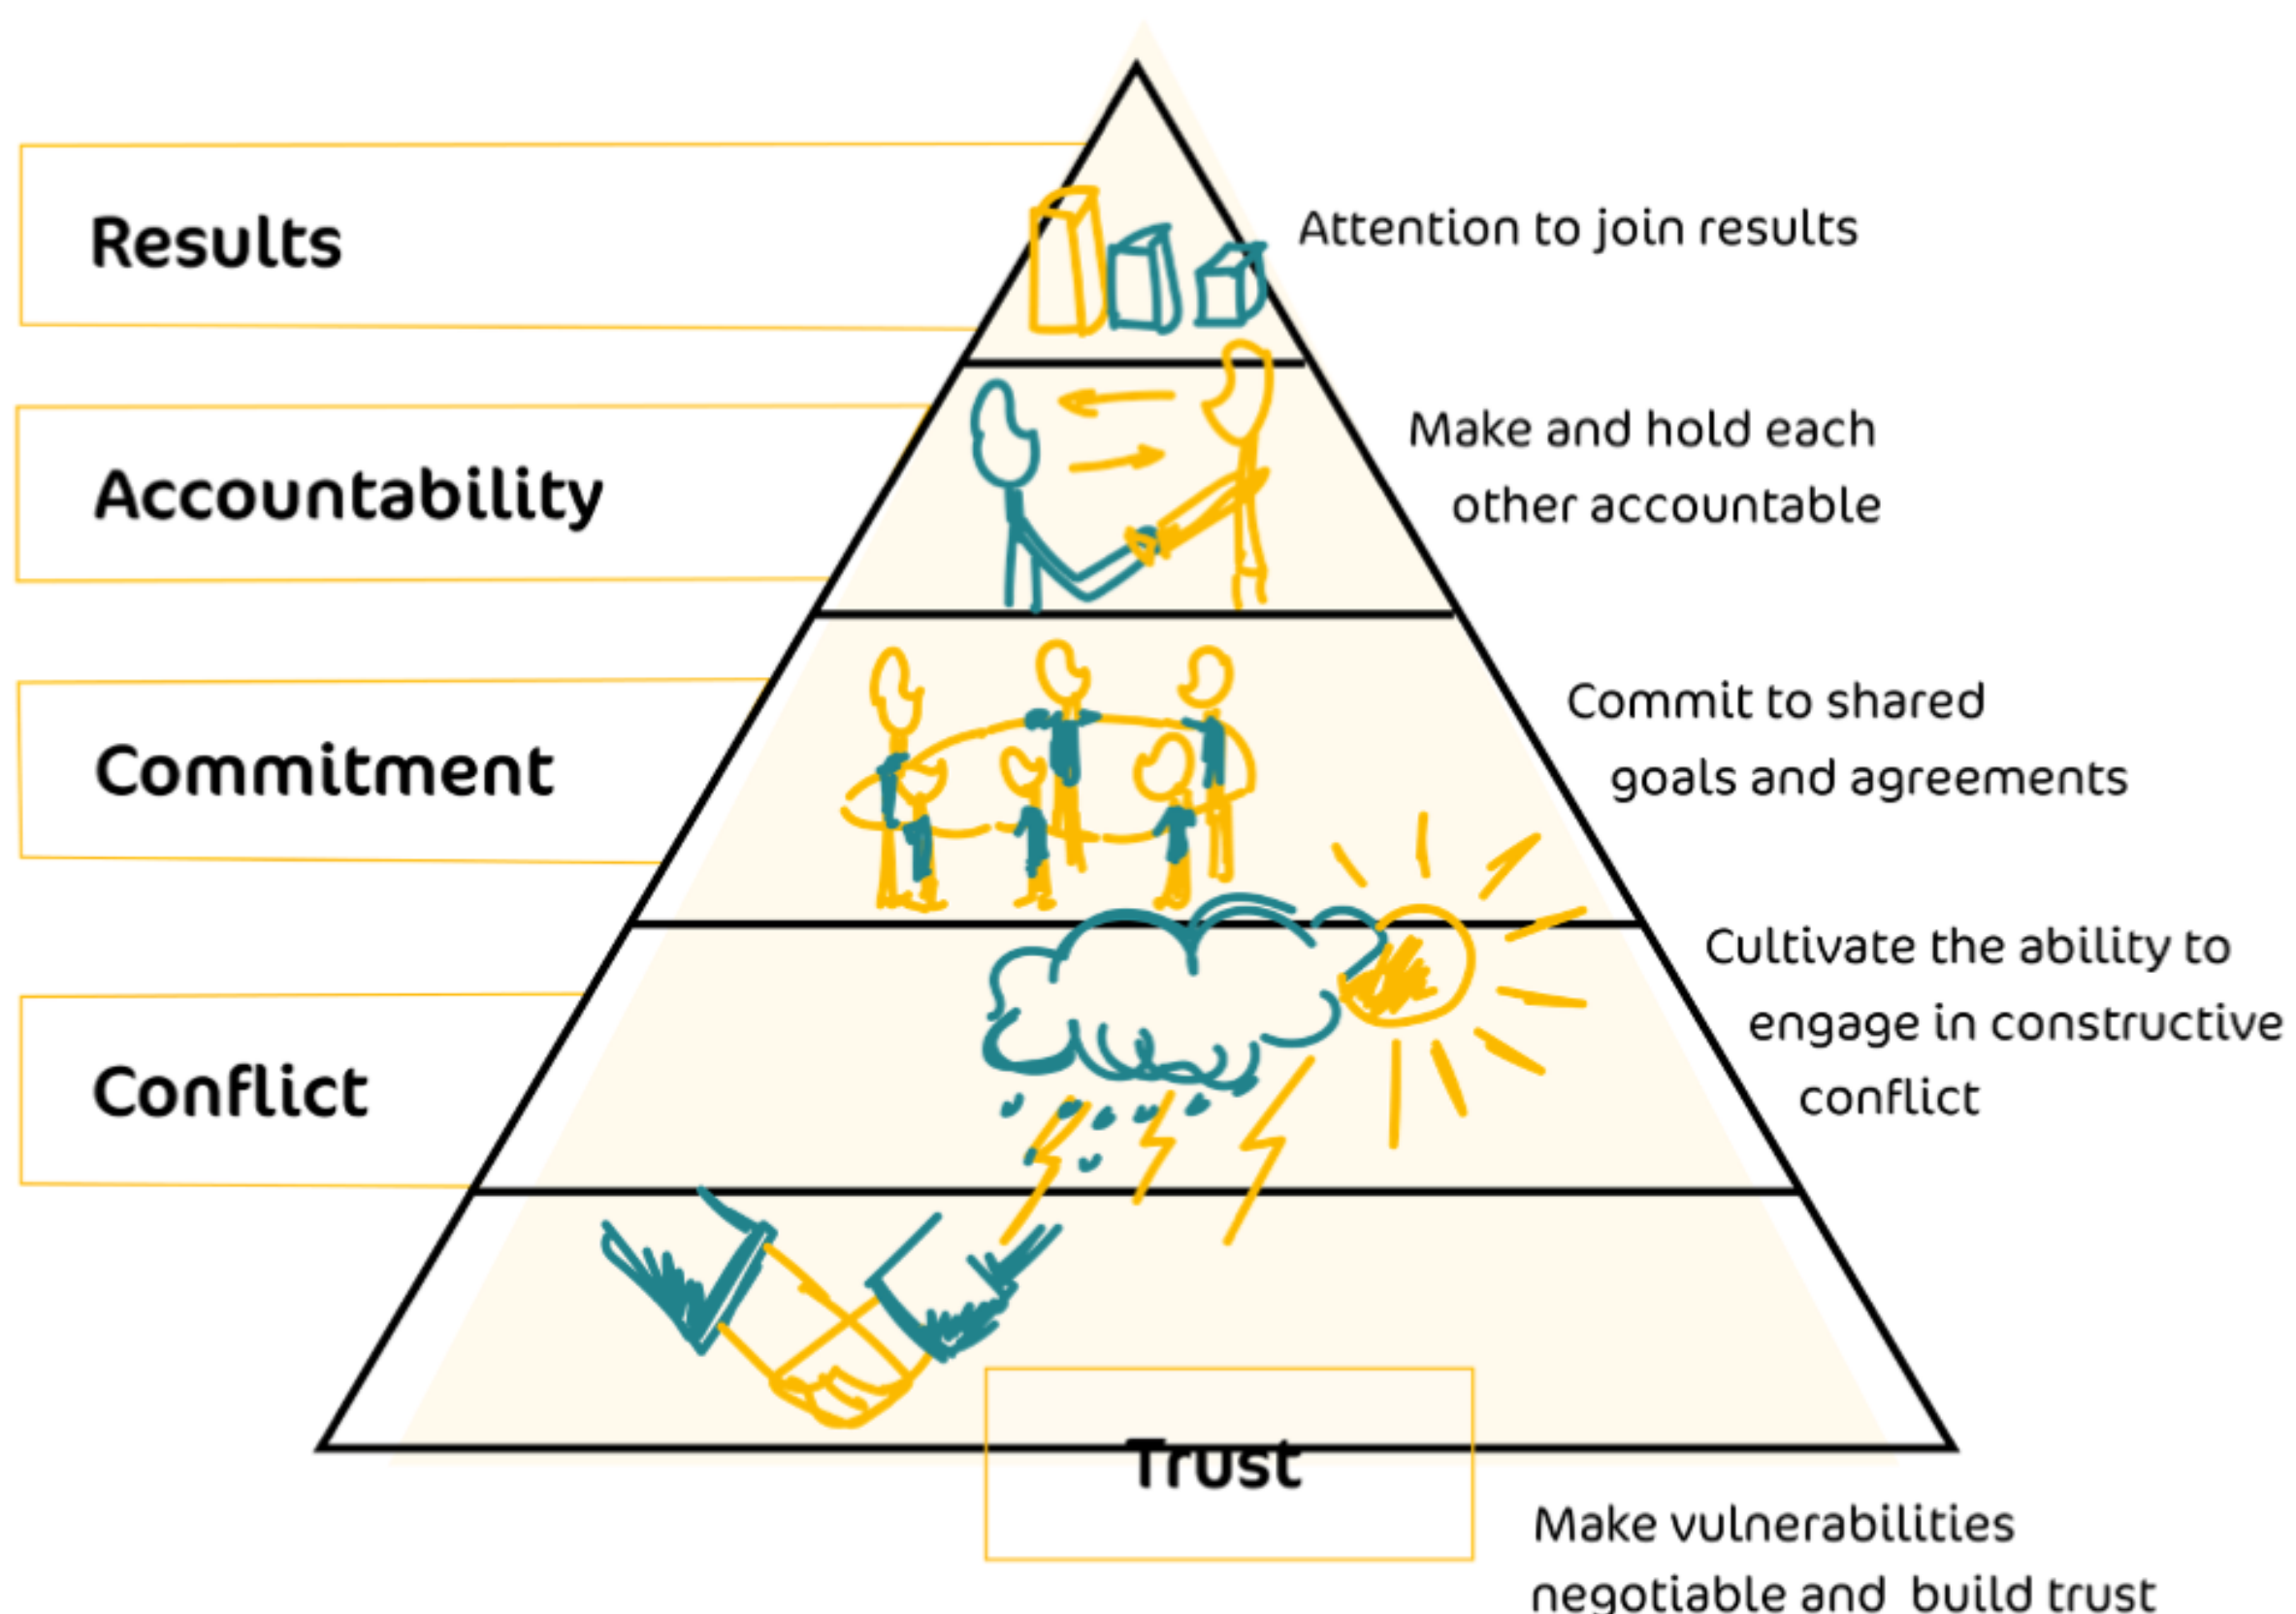 Results
Attention to join results
Accountability
Make and hold each
other accountable
Commitment
Commit to shared
goals and agreements
Conflict
Cultivate the ability to
engage in constructive
conflict
Trust
Make vulnerabilities
negotiable and build trust